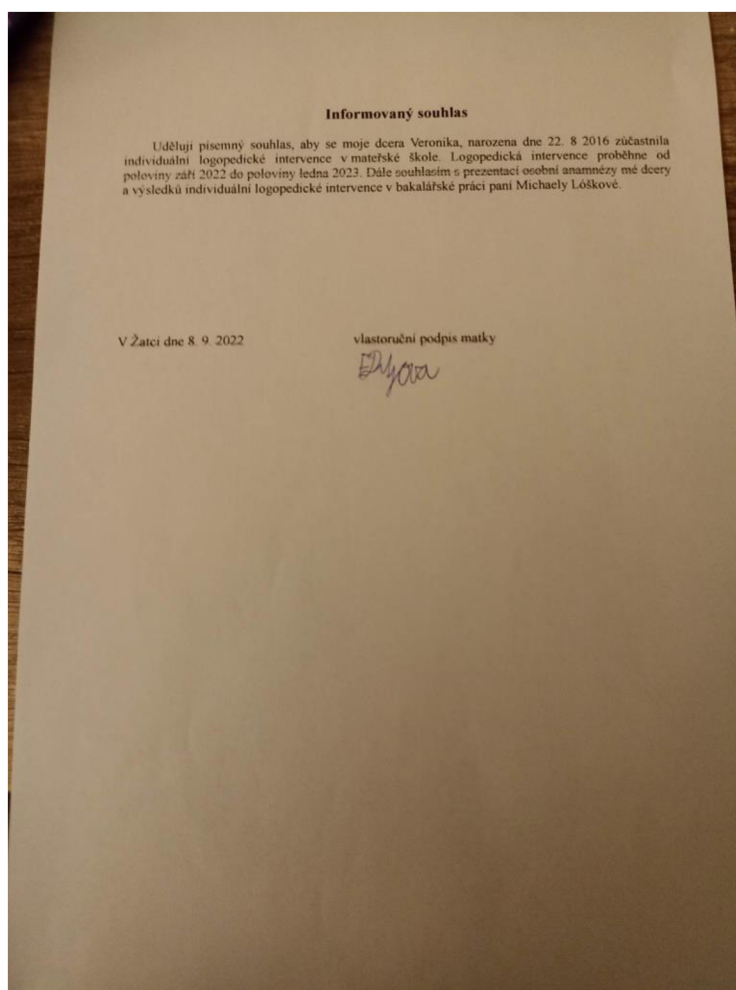 Informovaný souhlas
Uděluji písemný souhlas, aby se moje dcera Veronika, narozena dne 22. 8 2016 zúčastnila
individuální logopedické intervence v mateřské škole. Logopedická intervence proběhne od
poloviny září 2022 do poloviny ledna 2023. Dále souhlasím s prezentací osobní anamnézy mé dcery
a výsledků individuální logopedické intervence v bakalářské práci paní Michaely Lóškové.
V Žatci dne 8. 9. 2022 vlastoruční podpis matky